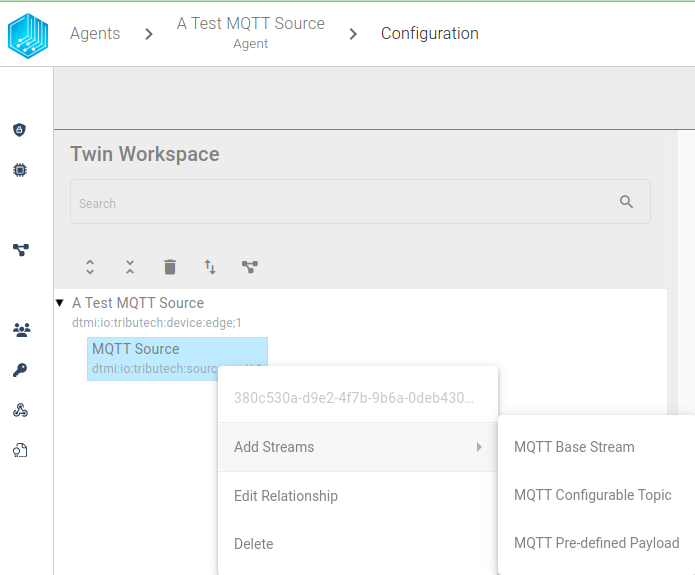 Agents
A Test MQTT Source
Agent
Configuration
Twin Workspace
Search
A Test MQTT Source
dtmi:io:tributech:device:edge;1
MQTT Source
dtmi:io:tributech:sourc
380c530a-d9e2-4f7b-9b6a-0deb430...
Add Streams
MQTT Base Stream
MQTT Configurable Topic
Edit Relationship
MQTT Pre-defined Payload
Delete